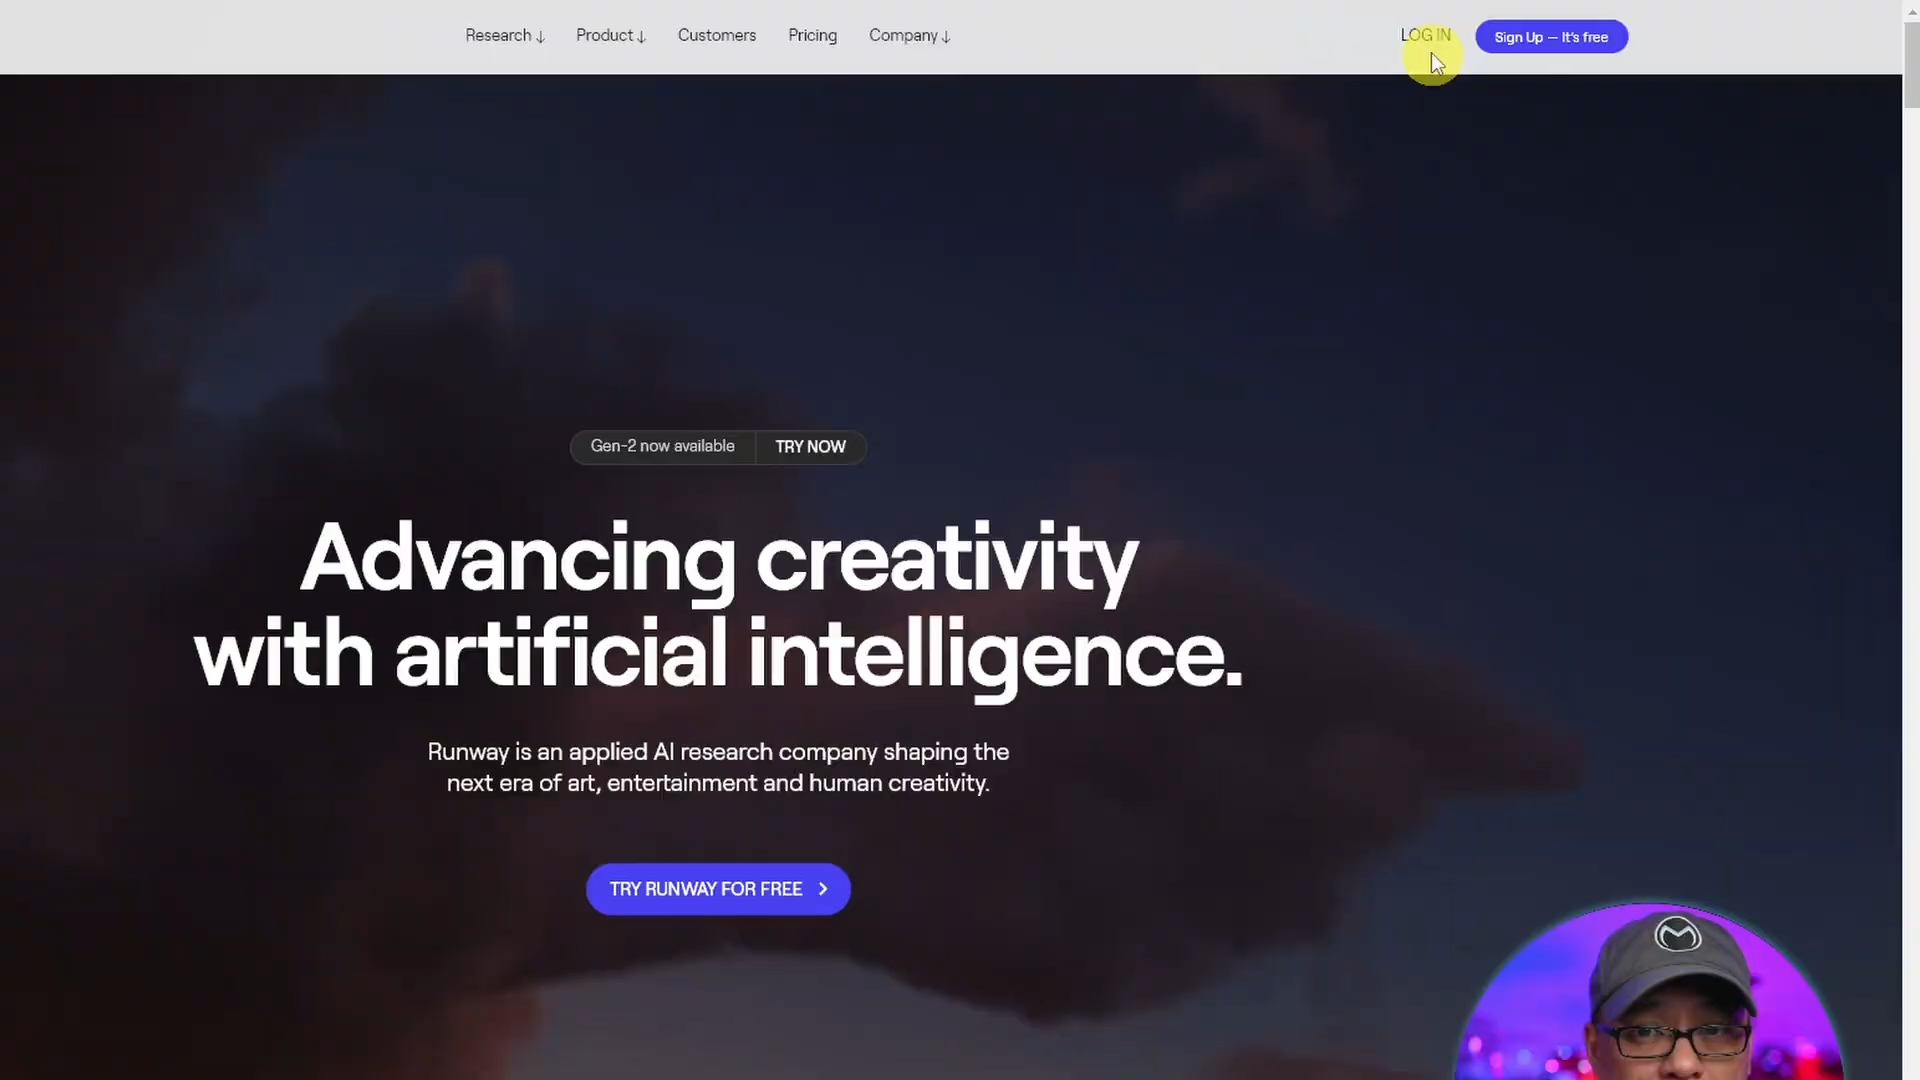 Research ↓ Product ↓ Customers Pricing Company ↓ LOG IN Sign Up — It's free
Gen-2 now available TRY NOW
Advancing creativity
with artificial intelligence.
Runway is an applied AI research company shaping the
next era of art, entertainment and human creativity.
TRY RUNWAY FOR FREE >